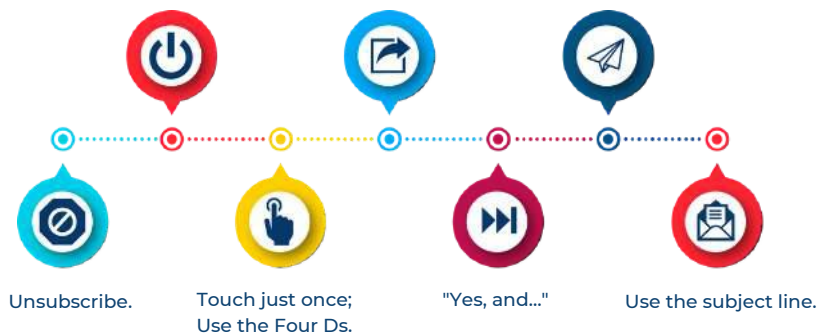 Unsubscribe.
Touch just once;
Use the Four Ds.
"Yes, and..."
Use the subject line.